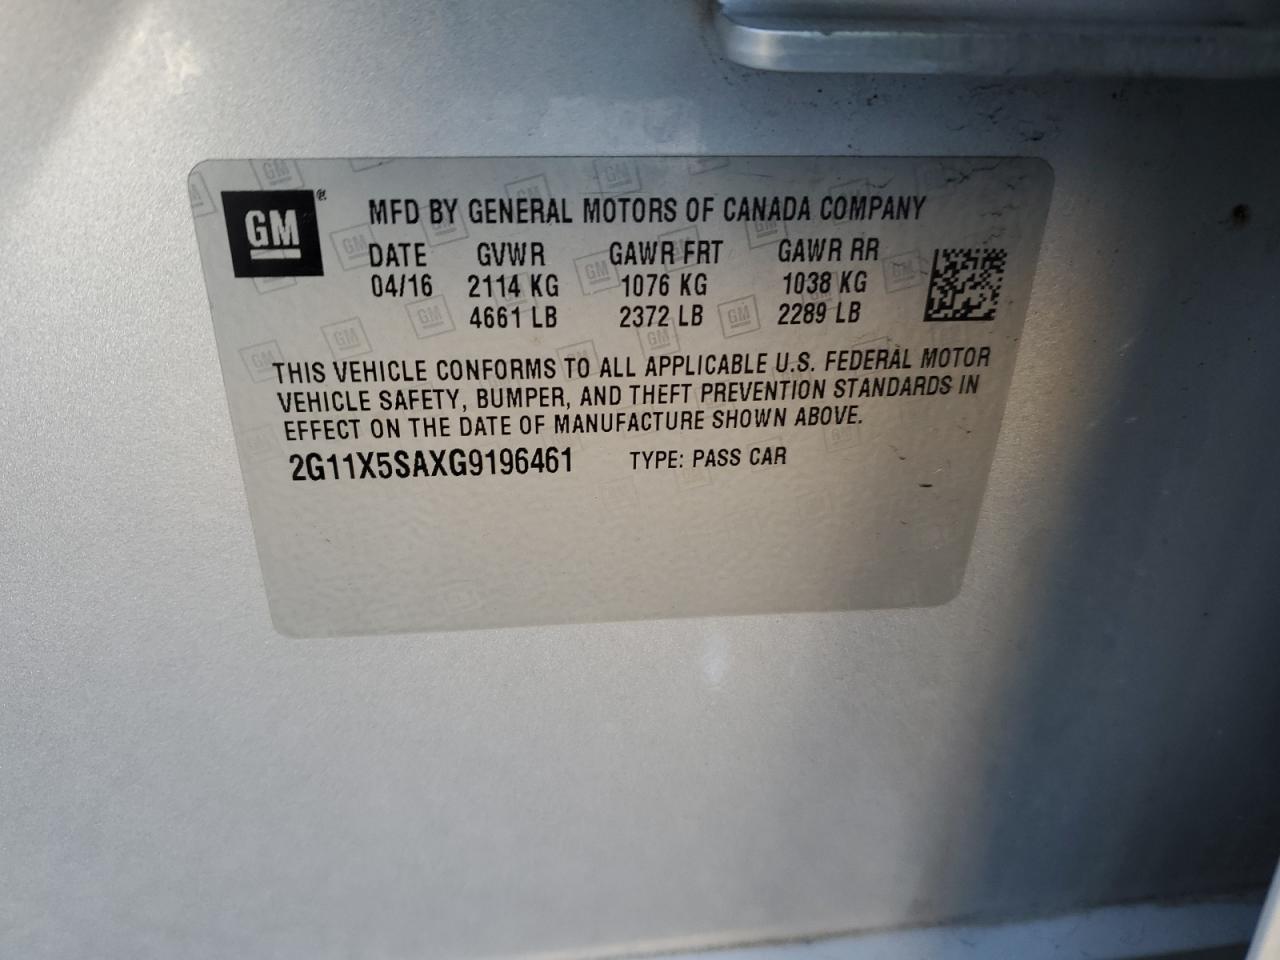 GM®
MFD BY GENERAL MOTORS OF CANADA COMPANY
DATE GVWR GAWR FRT GAWR RR
04/16 2114 KG 1076 KG 1038 KG
4661 LB 2372 LB 2289 LB
THIS VEHICLE CONFORMS TO ALL APPLICABLE U.S. FEDERAL MOTOR
VEHICLE SAFETY, BUMPER, AND THEFT PREVENTION STANDARDS IN
EFFECT ON THE DATE OF MANUFACTURE SHOWN ABOVE.
2G11X5SAXG9196461 TYPE: PASS CAR